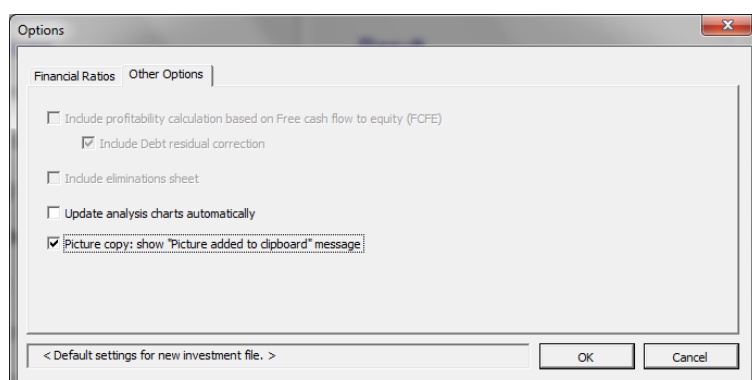 Options
Financial Ratios
Other Options
Include profitability calculation based on Free cash flow to equity (FCFE)
Include Debt residual correction
Include eliminations sheet
Update analysis charts automatically
Picture copy: show "Picture added to clipboard" message
< Default settings for new investment file. >
OK
Cancel